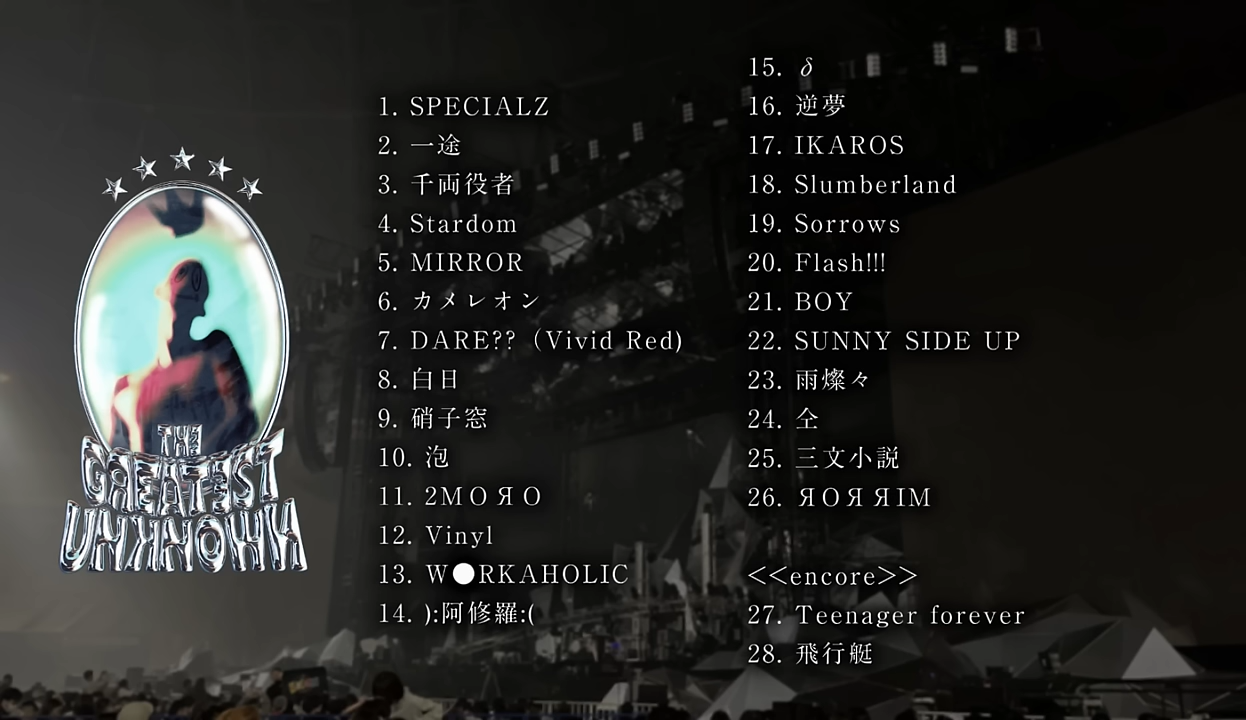 THE
GREATEST
UNKNOWN
1. SPECIALZ
2. 一途
3. 千両役者
4. Stardom
5. MIRROR
6. カメレオン
7. DARE??（Vivid Red)
8. 白日
9. 硝子窓
10. 泡
11. 2MOЯO
12. Vinyl
13. W●RKAHOLIC
14. ):阿修羅:(
15. δ
16. 逆夢
17. IKAROS
18. Slumberland
19. Sorrows
20. Flash!!!
21. BOY
22. SUNNY SIDE UP
23. 雨燦々
24. 仝
25. 三文小説
26. ЯOЯЯIM
<<encore>>
27. Teenager forever
28. 飛行艇